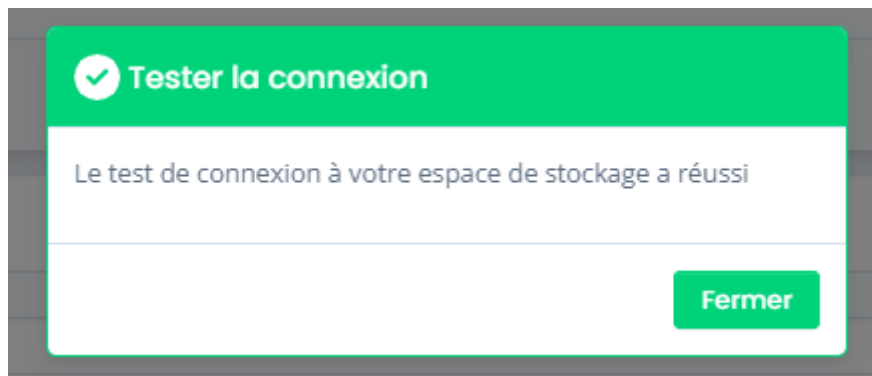 Tester la connexion
Le test de connexion à votre espace de stockage a réussi
Fermer